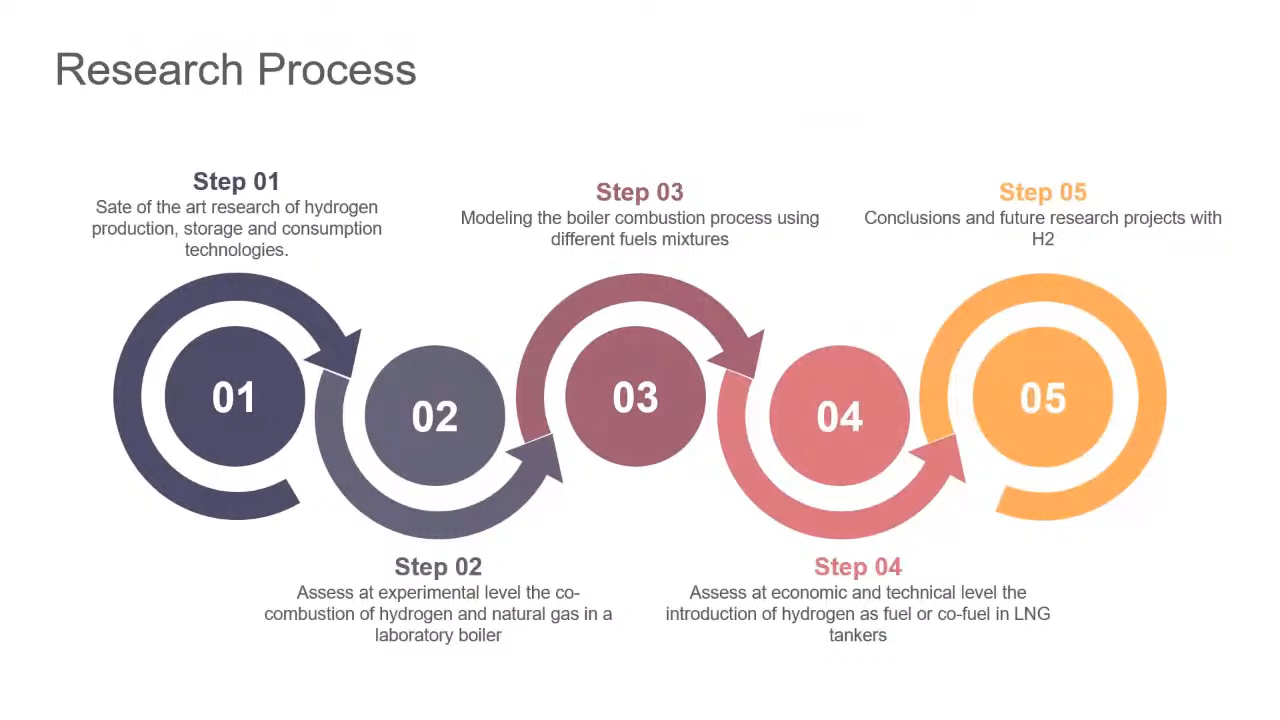 Research Process
Step 01
Sate of the art research of hydrogen
production, storage and consumption
technologies.
Step 03
Modeling the boiler combustion process using
different fuels mixtures
Step 05
Conclusions and future research projects with
H2
01
02
03
04
05
Step 02
Assess at experimental level the co-
combustion of hydrogen and natural gas in a
laboratory boiler
Step 04
Assess at economic and technical level the
introduction of hydrogen as fuel or co-fuel in LNG
tankers